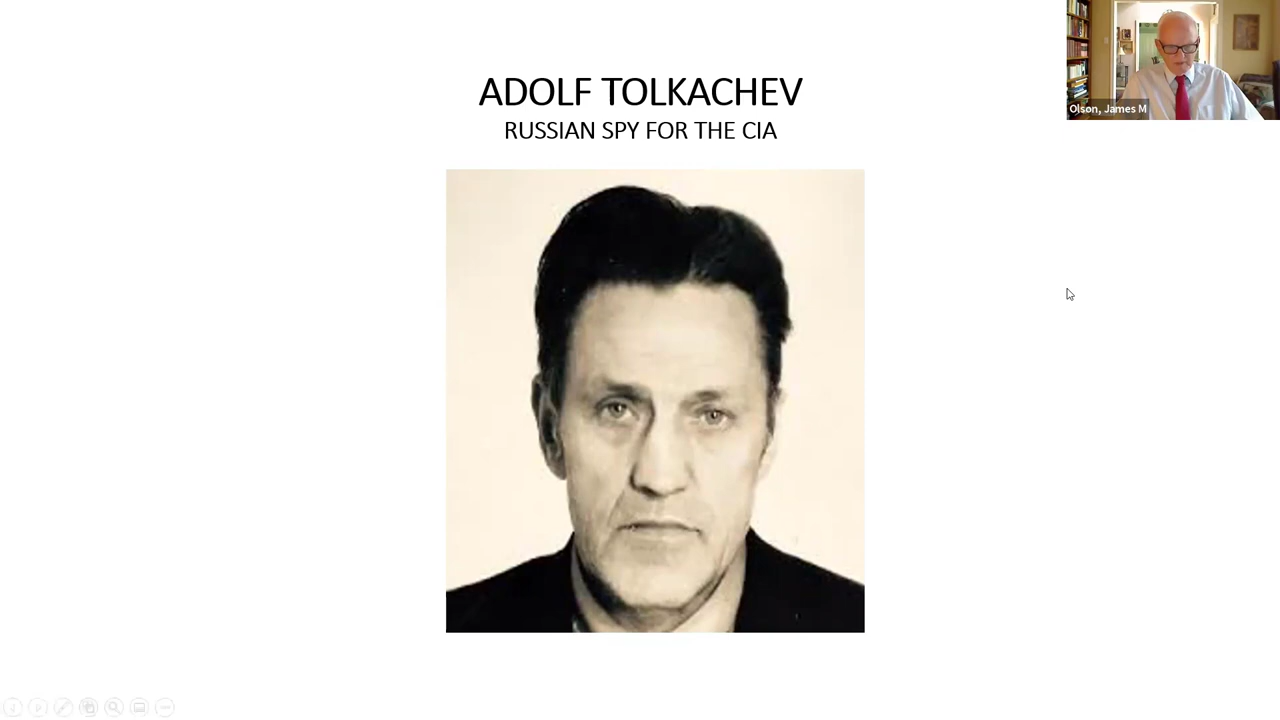 ADOLF TOLKACHEV
RUSSIAN SPY FOR THE CIA
Olson, James M